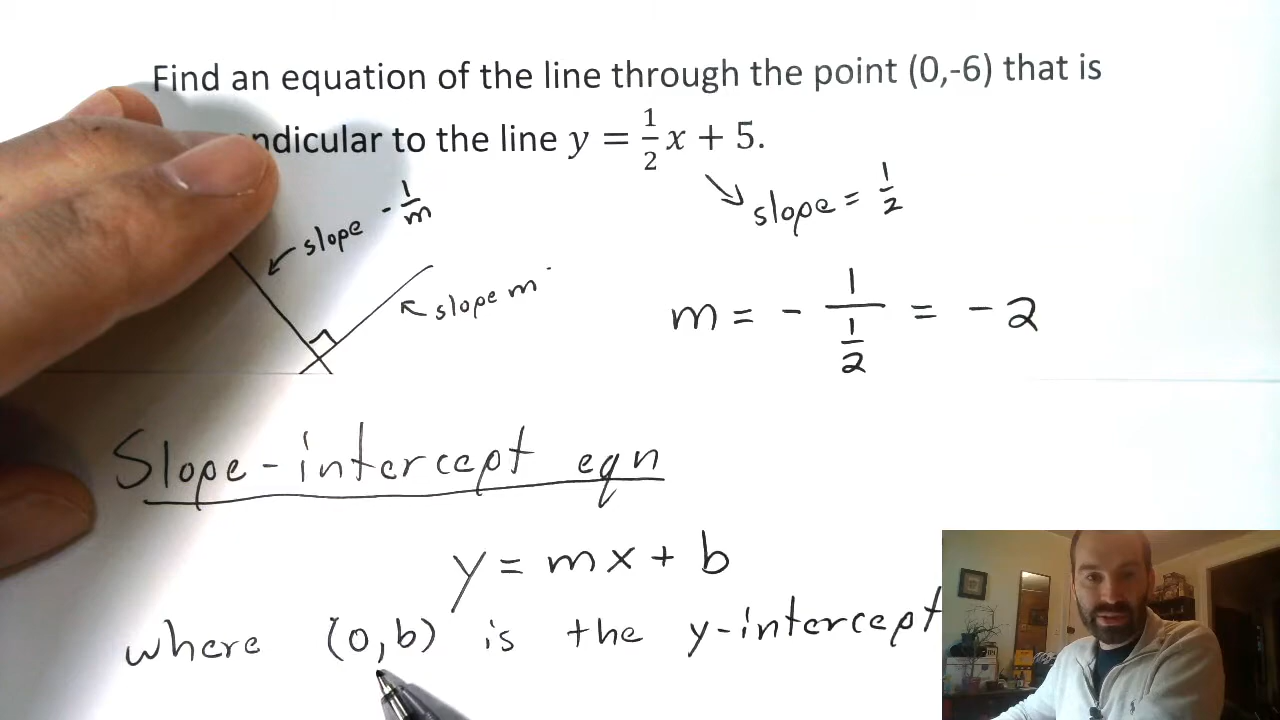 Find an equation of the line through the point (0,-6) that is
ndicular to the line y = 1/2 x + 5.
slope = 1/2
slope - 1/m
slope m
m = - 1/(1/2) = -2
Slope-intercept eqn
y = mx + b
where (0,b) is the y-intercept